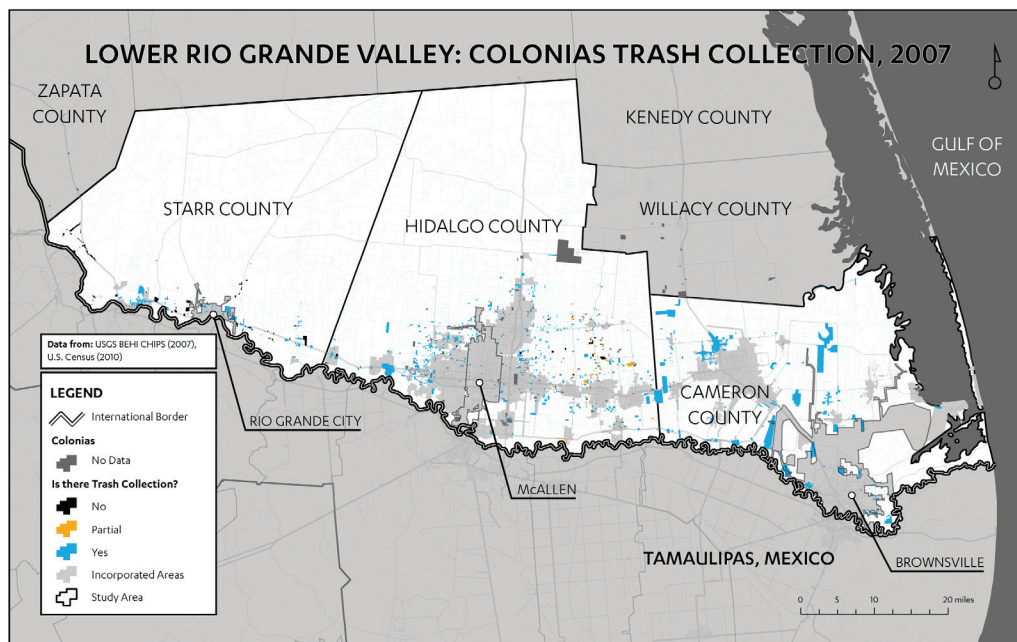 LOWER RIO GRANDE VALLEY: COLONIAS TRASH COLLECTION, 2007
ZAPATA
COUNTY
KENEDY COUNTY
GULF OF
MEXICO
STARR COUNTY
HIDALGO COUNTY
WILLACY COUNTY
Data from: USGS BEHI CHIPS (2007),
U.S. Census (2010)
LEGEND
International Border
Colonias
No Data
Is there Trash Collection?
No
Partial
Yes
Incorporated Areas
Study Area
RIO GRANDE CITY
McALLEN
CAMERON
COUNTY
TAMAULIPAS, MEXICO
BROWNSVILLE
0 5 10 20 miles